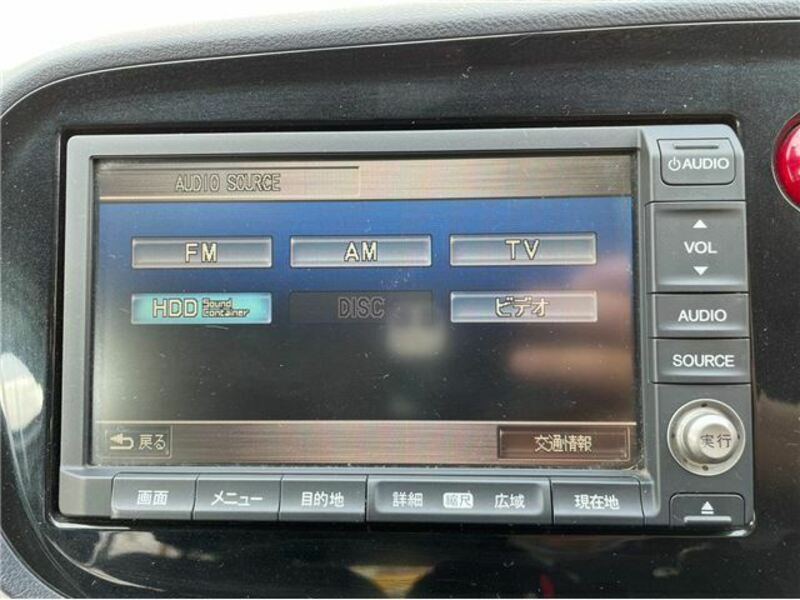 AUDIO SOURCE
FM AM TV
HDD Sound Container DISC ビデオ
戻る 交通情報
画面 メニュー 目的地 詳細 縮尺 広域 現在地
AUDIO
VOL
AUDIO
SOURCE
実行